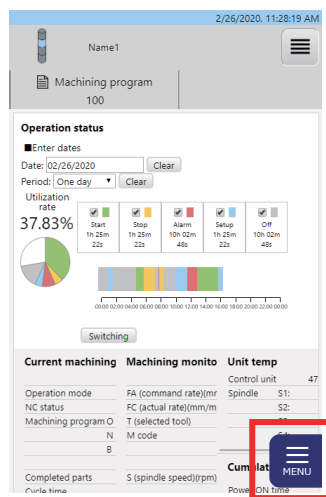 2/26/2020, 11:28:19 AM
Name1
Machining program
100
Operation status
■Enter dates
Date: 02/26/2020 Clear
Period: One day ▼ Clear
Utilization
rate
37.83%
Start Stop Alarm Setup Off
1h 25m 1h 25m 10h 02m 1h 25m 10h 02m
22s 22s 48s 22s 48s
00:00 02:00 04:00 06:00 08:00 10:00 12:00 14:00 16:00 18:00 20:00 22:00 00:00
Switching
Current machining Machining monito Unit temp
Control unit 47
Operation mode FA (command rate)(mr Spindle S1:
NC status FC (actual rate)(mm/m S2:
Machining program O T (selected tool)
N M code
B
Cumulat
MENU
Completed parts S (spindle speed)(rpm) Power ON time
Cycle time